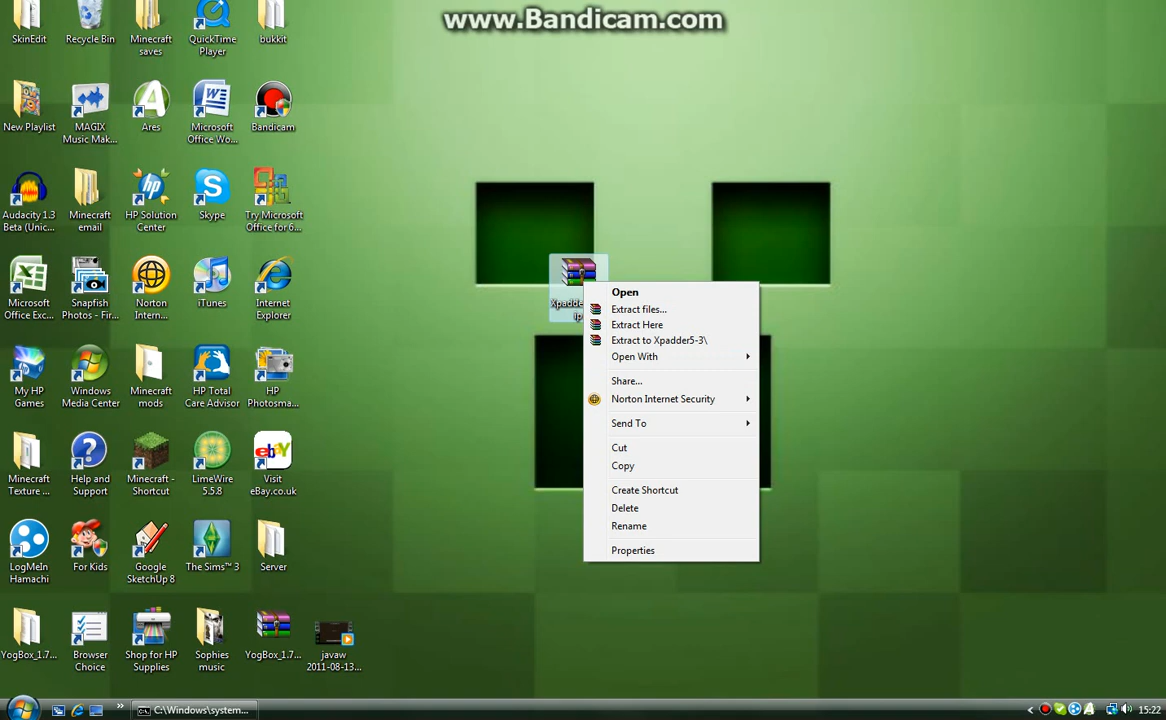 www.Bandicam.com
SkinEdit
Recycle Bin
Minecraft
saves
QuickTime
Player
bukkit
New Playlist
MAGIX
Music Mak...
Ares
Microsoft
Office Wo...
Bandicam
Audacity 1.3
Beta (Unic...
Minecraft
email
HP Solution
Center
Skype
Try Microsoft
Office for 6...
Microsoft
Office Exc...
Snapfish
Photos - Fir...
Norton
Intern...
iTunes
Internet
Explorer
My HP
Games
Windows
Media Center
Minecraft
mods
HP Total
Care Advisor
HP
Photosma...
Minecraft
Texture ...
Help and
Support
Minecraft -
Shortcut
LimeWire
5.5.8
Visit
eBay.co.uk
LogMeIn
Hamachi
For Kids
Google
SketchUp 8
The Sims™ 3
Server
YogBox_1.7...
Browser
Choice
Shop for HP
Supplies
Sophies
music
YogBox_1.7...
javaw
2011-08-13...
Open
Extract files...
Extract Here
Extract to Xpadder5-3\
Open With
Share...
Norton Internet Security
Send To
Cut
Copy
Create Shortcut
Delete
Rename
Properties
C:\Windows\system...
15:22